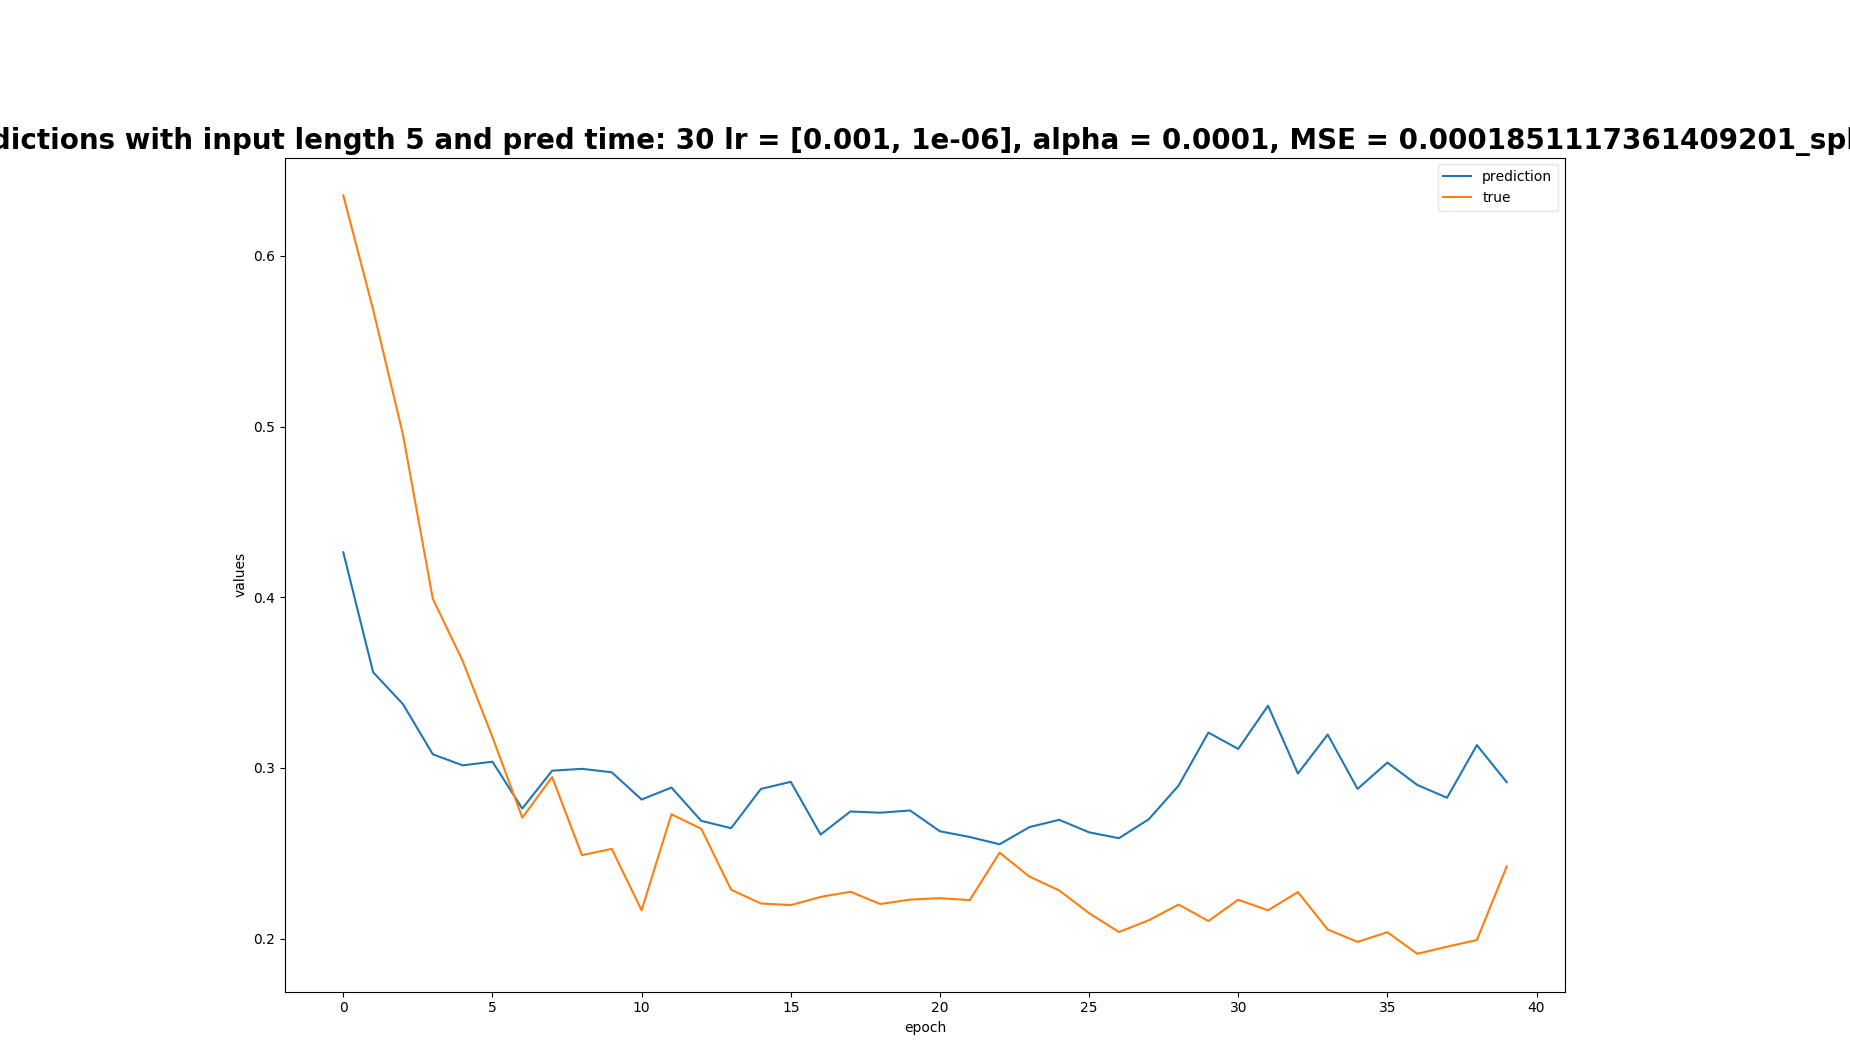 dictions with input length 5 and pred time: 30 lr = [0.001, 1e-06], alpha = 0.0001, MSE = 0.0001851117361409201_spl
prediction
true
0.6
0.5
0.4
0.3
0.2
values
0 5 10 15 20 25 30 35 40
epoch